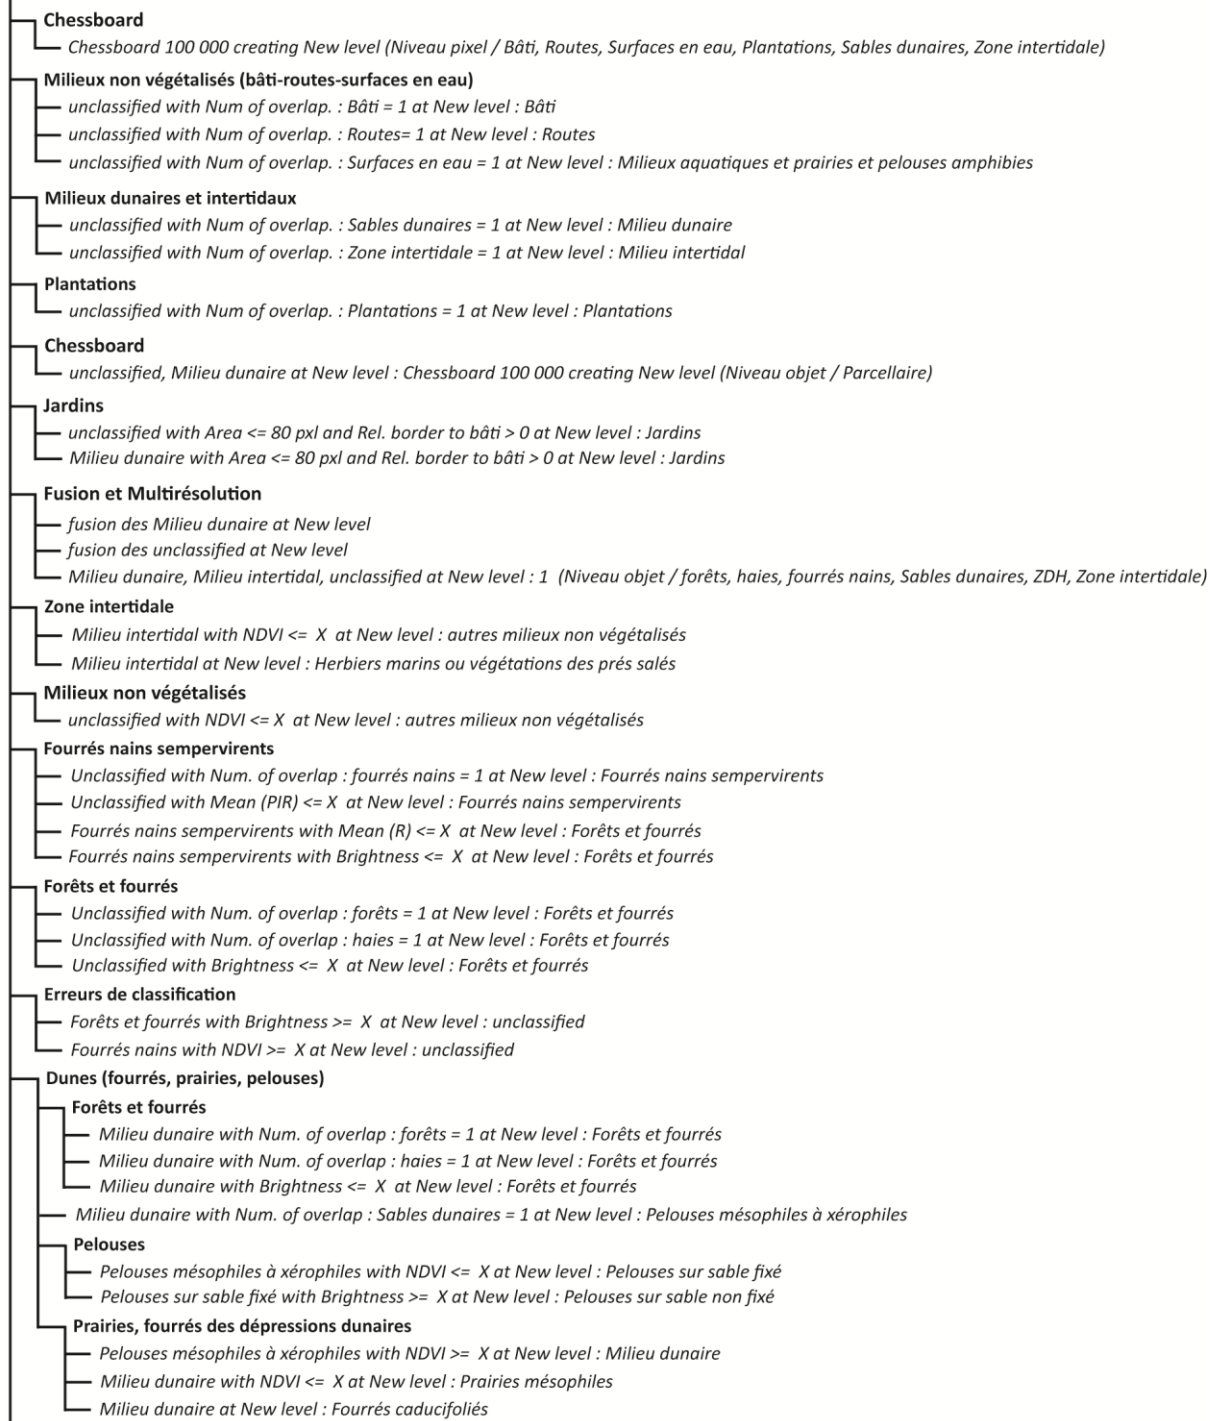 Chessboard
Chessboard 100 000 creating New level (Niveau pixel / Bâti, Routes, Surfaces en eau, Plantations, Sables dunaires, Zone intertidale)
Milieux non végétalisés (bâti-routes-surfaces en eau)
unclassified with Num of overlap. : Bâti = 1 at New level : Bâti
unclassified with Num of overlap. : Routes= 1 at New level : Routes
unclassified with Num of overlap. : Surfaces en eau = 1 at New level : Milieux aquatiques et prairies et pelouses amphibies
Milieux dunaires et intertidaux
unclassified with Num of overlap. : Sables dunaires = 1 at New level : Milieu dunaire
unclassified with Num of overlap. : Zone intertidale = 1 at New level : Milieu intertidal
Plantations
unclassified with Num of overlap. : Plantations = 1 at New level : Plantations
Chessboard
unclassified, Milieu dunaire at New level : Chessboard 100 000 creating New level (Niveau objet / Parcellaire)
Jardins
unclassified with Area <= 80 pxl and Rel. border to bâti > 0 at New level : Jardins
Milieu dunaire with Area <= 80 pxl and Rel. border to bâti > 0 at New level : Jardins
Fusion et Multirésolution
fusion des Milieu dunaire at New level
fusion des unclassified at New level
Milieu dunaire, Milieu intertidal, unclassified at New level : 1 (Niveau objet / forêts, haies, fourrés nains, Sables dunaires, ZDH, Zone intertidale)
Zone intertidale
Milieu intertidal with NDVI <= X at New level : autres milieux non végétalisés
Milieu intertidal at New level : Herbiers marins ou végétations des prés salés
Milieux non végétalisés
unclassified with NDVI <= X at New level : autres milieux non végétalisés
Fourrés nains sempervirents
Unclassified with Num. of overlap : fourrés nains = 1 at New level : Fourrés nains sempervirents
Unclassified with Mean (PIR) <= X at New level : Fourrés nains sempervirents
Fourrés nains sempervirents with Mean (R) <= X at New level : Forêts et fourrés
Fourrés nains sempervirents with Brightness <= X at New level : Forêts et fourrés
Forêts et fourrés
Unclassified with Num. of overlap : forêts = 1 at New level : Forêts et fourrés
Unclassified with Num. of overlap : haies = 1 at New level : Forêts et fourrés
Unclassified with Brightness <= X at New level : Forêts et fourrés
Erreurs de classification
Forêts et fourrés with Brightness >= X at New level : unclassified
Fourrés nains with NDVI >= X at New level : unclassified
Dunes (fourrés, prairies, pelouses)
Forêts et fourrés
Milieu dunaire with Num. of overlap : forêts = 1 at New level : Forêts et fourrés
Milieu dunaire with Num. of overlap : haies = 1 at New level : Forêts et fourrés
Milieu dunaire with Brightness <= X at New level : Forêts et fourrés
Milieu dunaire with Num. of overlap : Sables dunaires = 1 at New level : Pelouses mésophiles à xérophiles
Pelouses
Pelouses mésophiles à xérophiles with NDVI <= X at New level : Pelouses sur sable fixé
Pelouses sur sable fixé with Brightness >= X at New level : Pelouses sur sable non fixé
Prairies, fourrés des dépressions dunaires
Pelouses mésophiles à xérophiles with NDVI >= X at New level : Milieu dunaire
Milieu dunaire with NDVI <= X at New level : Prairies mésophiles
Milieu dunaire at New level : Fourrés caducifoliés